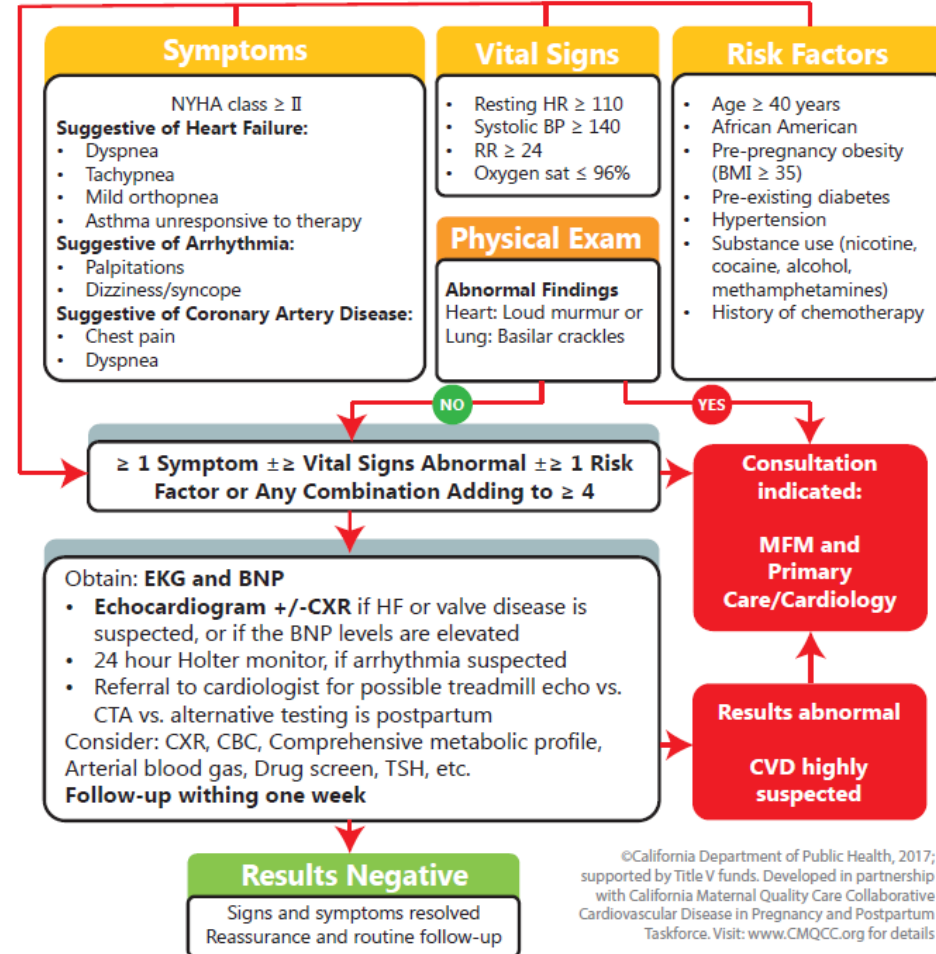 Symptoms
NYHA class ≥ II
Suggestive of Heart Failure:
• Dyspnea
• Tachypnea
• Mild orthopnea
• Asthma unresponsive to therapy
Suggestive of Arrhythmia:
• Palpitations
• Dizziness/syncope
Suggestive of Coronary Artery Disease:
• Chest pain
• Dyspnea
Vital Signs
• Resting HR ≥ 110
• Systolic BP ≥ 140
• RR ≥ 24
• Oxygen sat ≤ 96%
Risk Factors
• Age ≥ 40 years
• African American
• Pre-pregnancy obesity
(BMI ≥ 35)
• Pre-existing diabetes
• Hypertension
• Substance use (nicotine,
cocaine, alcohol,
methamphetamines)
• History of chemotherapy
Physical Exam
Abnormal Findings
Heart: Loud murmur or
Lung: Basilar crackles
NO
YES
≥ 1 Symptom ±≥ Vital Signs Abnormal ±≥ 1 Risk
Factor or Any Combination Adding to ≥ 4
Consultation
indicated:
MFM and
Primary
Care/Cardiology
Obtain: EKG and BNP
• Echocardiogram +/-CXR if HF or valve disease is
suspected, or if the BNP levels are elevated
• 24 hour Holter monitor, if arrhythmia suspected
• Referral to cardiologist for possible treadmill echo vs.
CTA vs. alternative testing is postpartum
Consider: CXR, CBC, Comprehensive metabolic profile,
Arterial blood gas, Drug screen, TSH, etc.
Follow-up withing one week
Results abnormal
CVD highly
suspected
Results Negative
Signs and symptoms resolved
Reassurance and routine follow-up
©California Department of Public Health, 2017;
supported by Title V funds. Developed in partnership
with California Maternal Quality Care Collaborative
Cardiovascular Disease in Pregnancy and Postpartum
Taskforce. Visit: www.CMQCC.org for details